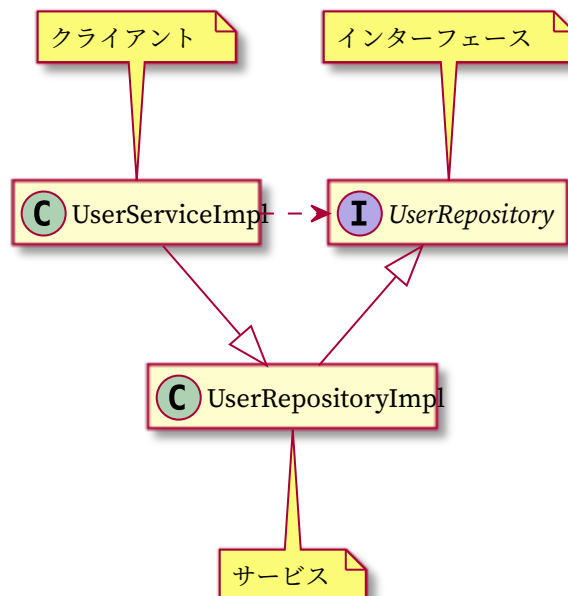 クライアント
インターフェース
C UserServiceImpl
I UserRepository
C UserRepositoryImpl
サービス